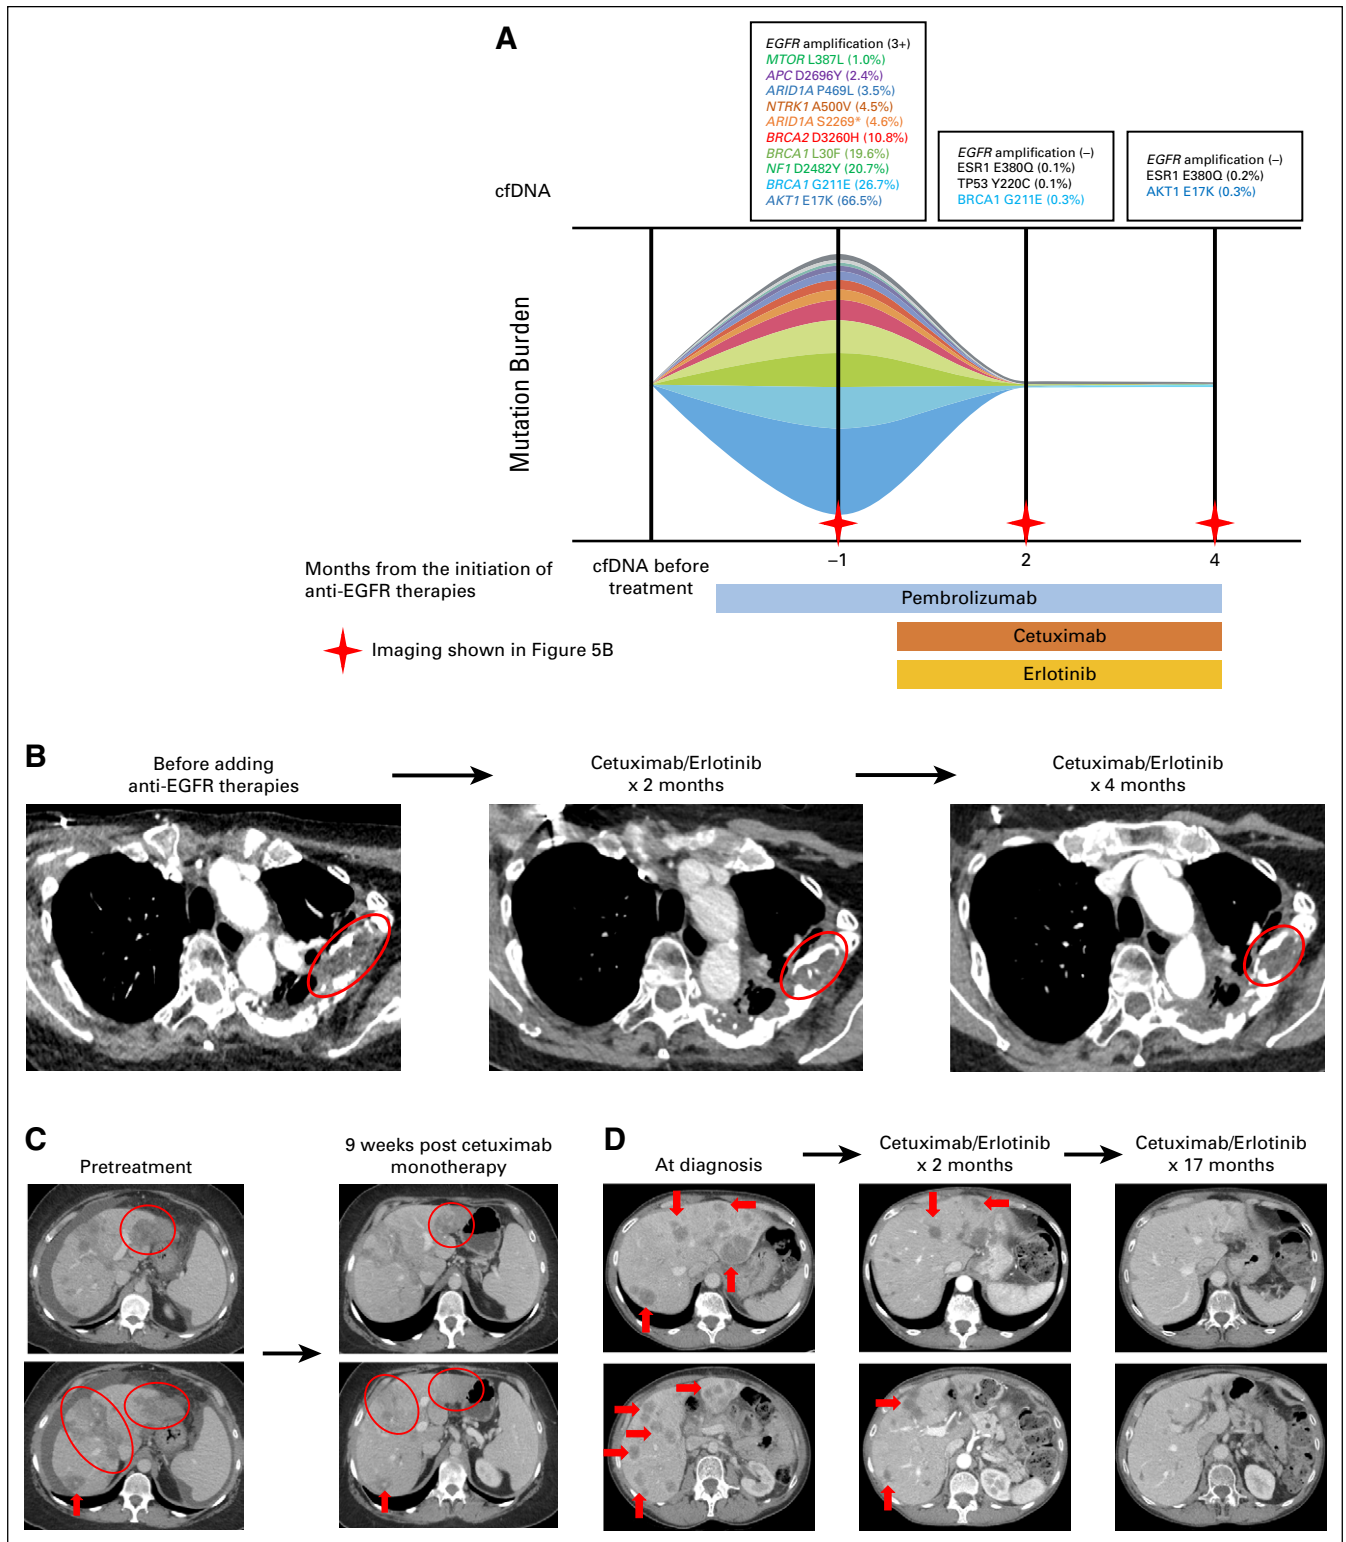 A
EGFR amplification (3+)
MTOR L387L (1.0%)
APC D2696Y (2.4%)
ARID1A P469L (3.5%)
NTRK1 A500V (4.5%)
ARID1A S2269* (4.6%)
BRCA2 D3260H (10.8%)
BRCA1 L30F (19.6%)
NF1 D2482Y (20.7%)
BRCA1 G211E (26.7%)
AKT1 E17K (66.5%)
EGFR amplification (–)
ESR1 E380Q (0.1%)
TP53 Y220C (0.1%)
BRCA1 G211E (0.3%)
EGFR amplification (–)
ESR1 E380Q (0.2%)
AKT1 E17K (0.3%)
cfDNA
Mutation Burden
Months from the initiation of
anti-EGFR therapies
cfDNA before
treatment
–1
2
4
Pembrolizumab
Cetuximab
Erlotinib
Imaging shown in Figure 5B
B
Before adding
anti-EGFR therapies
Cetuximab/Erlotinib
x 2 months
Cetuximab/Erlotinib
x 4 months
C
Pretreatment
9 weeks post cetuximab
monotherapy
D
At diagnosis
Cetuximab/Erlotinib
x 2 months
Cetuximab/Erlotinib
x 17 months